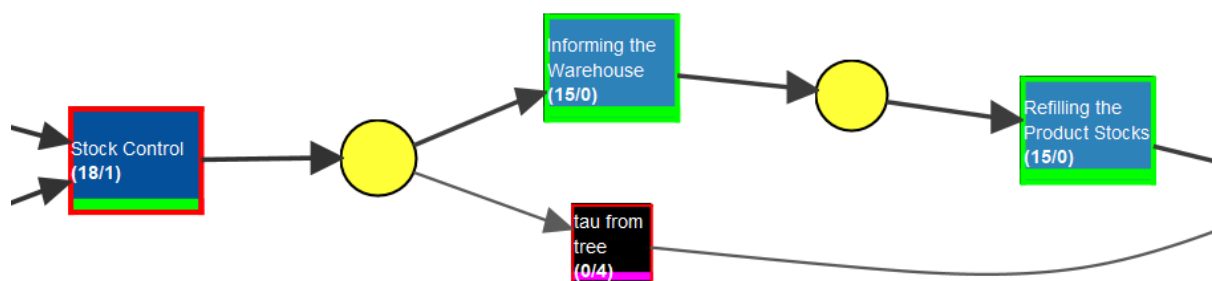 Stock Control
(18/1)
Informing the
Warehouse
(15/0)
tau from
tree
(0/4)
Refilling the
Product Stocks
(15/0)